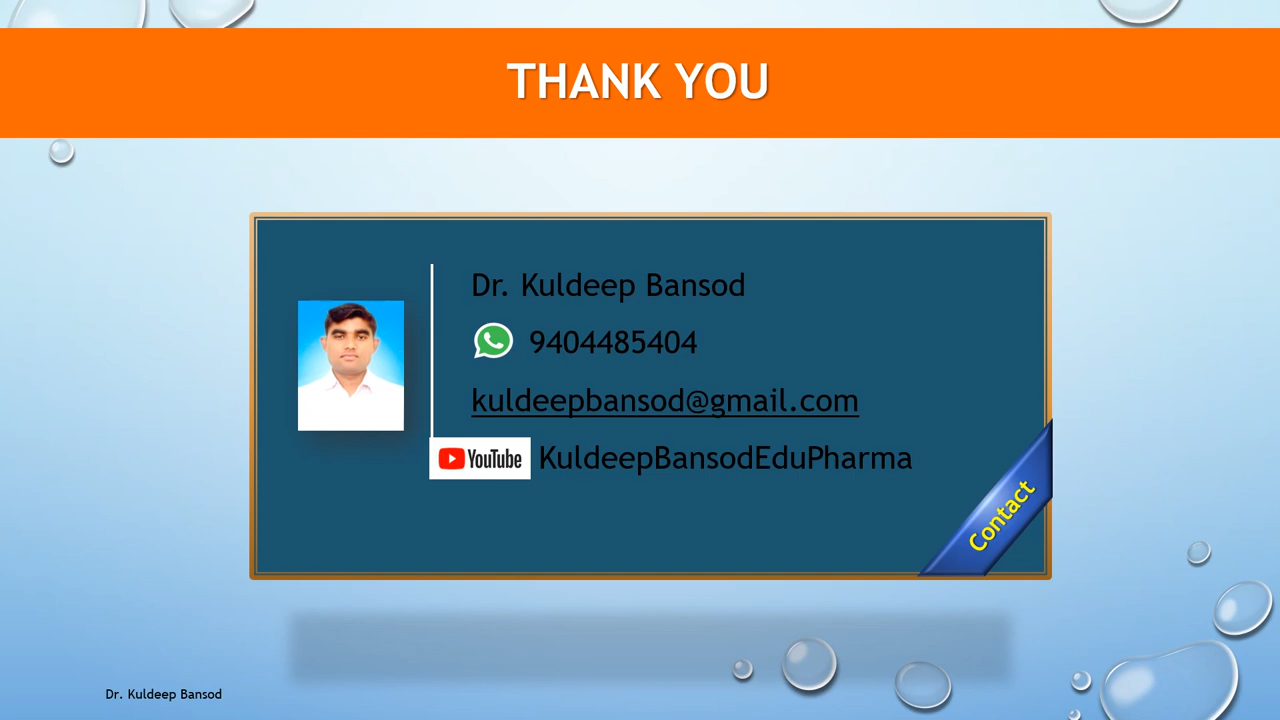 THANK YOU
Dr. Kuldeep Bansod
9404485404
kuldeepbansod@gmail.com
YouTube KuldeepBansodEduPharma
Contact
Dr. Kuldeep Bansod